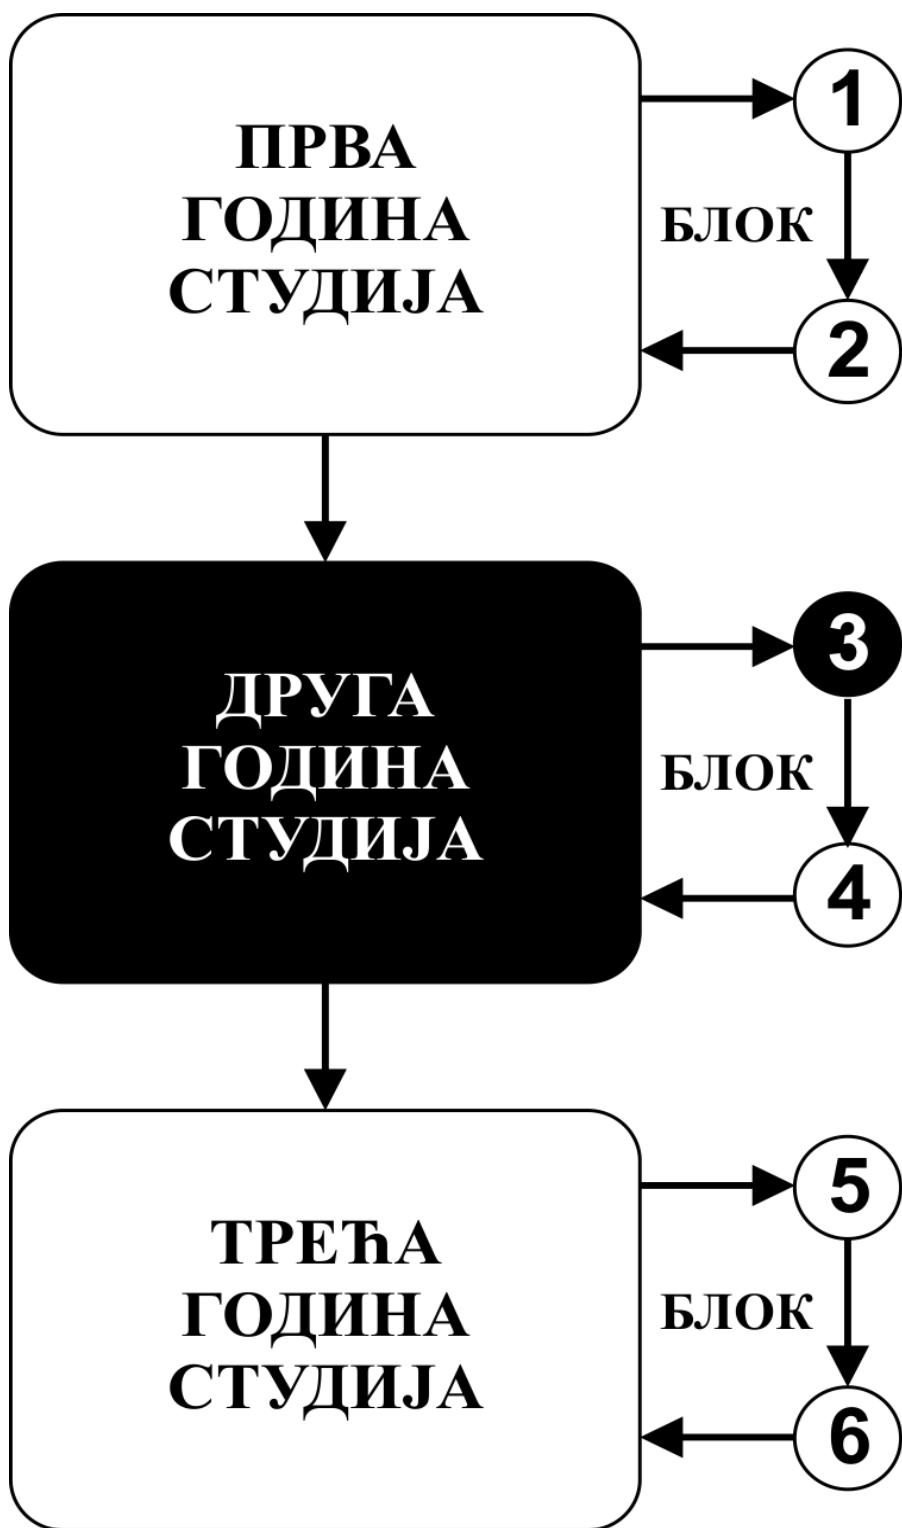 ПРВА
ГОДИНА
СТУДИЈА
1
БЛОК
2
ДРУГА
ГОДИНА
СТУДИЈА
3
БЛОК
4
ТРЕЋА
ГОДИНА
СТУДИЈА
5
БЛОК
6